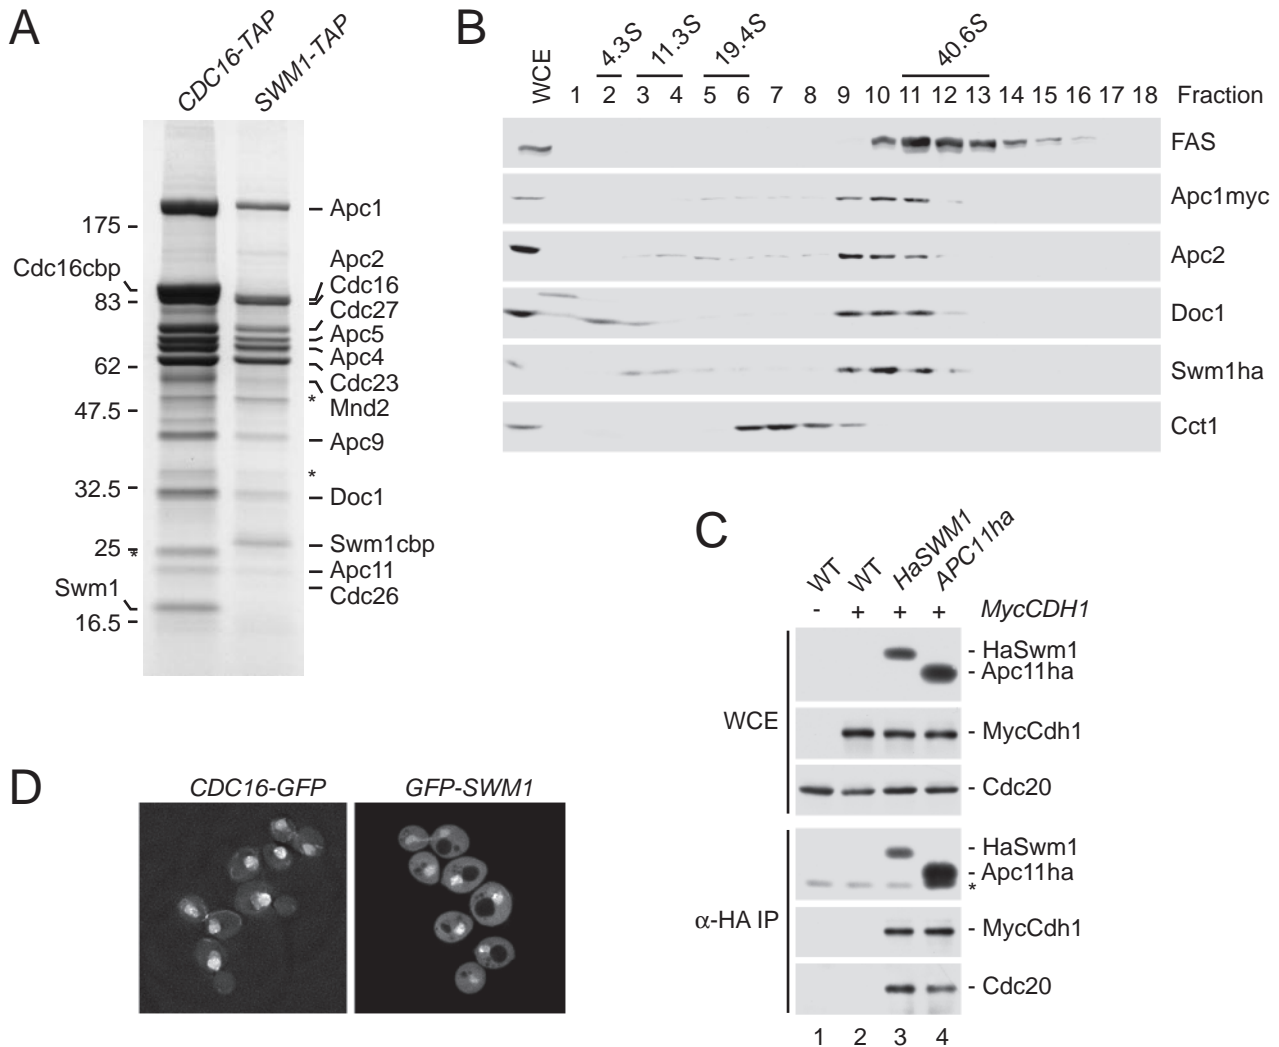 A
CDC16-TAP
SWM1-TAP
175
Cdc16cbp
83
62
47.5
32.5
25
*
Swm1
16.5
Apc1
Apc2
Cdc16
Cdc27
Apc5
Apc4
Cdc23
*
Mnd2
Apc9
*
Doc1
Swm1cbp
Apc11
Cdc26
B
4.3S 11.3S 19.4S 40.6S
WCE 1 2 3 4 5 6 7 8 9 10 11 12 13 14 15 16 17 18 Fraction
FAS
Apc1myc
Apc2
Doc1
Swm1ha
Cct1
C
WT WT HaSWM1 APC11ha
- + + + MycCDH1
WCE
- HaSwm1
- Apc11ha
- MycCdh1
- Cdc20
α-HA IP
- HaSwm1
- Apc11ha
*
- MycCdh1
- Cdc20
1 2 3 4
D
CDC16-GFP GFP-SWM1